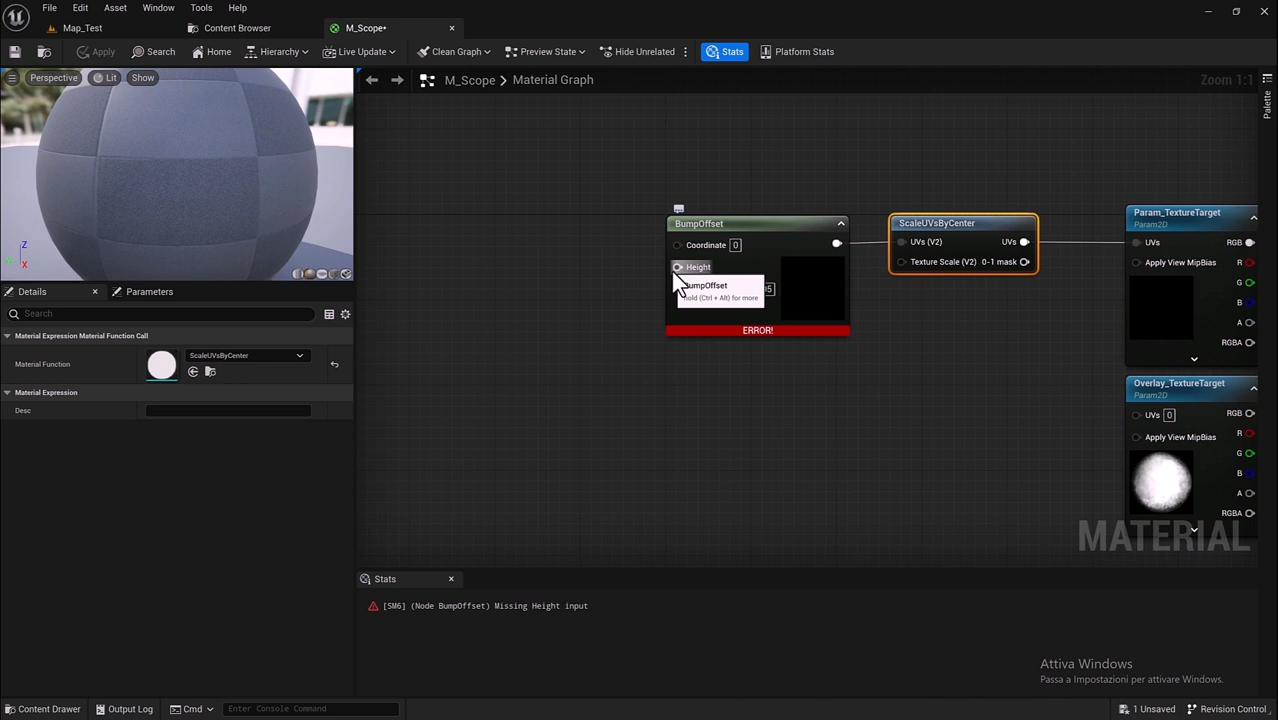 File Edit Asset Window Tools Help
Map_Test Content Browser M_Scope•
Apply Search Home Hierarchy Live Update Clean Graph Preview State Hide Unrelated Stats Platform Stats
Perspective Lit Show
M_Scope Material Graph Zoom 1:1
Palette
BumpOffset
Coordinate 0
Height
BumpOffset
hold (Ctrl + Alt) for more
ERROR!
ScaleUVsByCenter
UVs (V2) UVs
Texture Scale (V2) 0-1 mask
Param_TextureTarget
Param2D
UVs RGB
Apply View MipBias R
G
B
A
RGBA
Overlay_TextureTarget
Param2D
UVs 0 RGB
Apply View MipBias R
G
B
A
RGBA
MATERIAL
Z
X
Details Parameters
Search
Material Expression Material Function Call
Material Function ScaleUVsByCenter
Material Expression
Desc
Stats
[SM6] (Node BumpOffset) Missing Height input
Attiva Windows
Passa a Impostazioni per attivare Windows.
Content Drawer Output Log Cmd Enter Console Command 1 Unsaved Revision Control